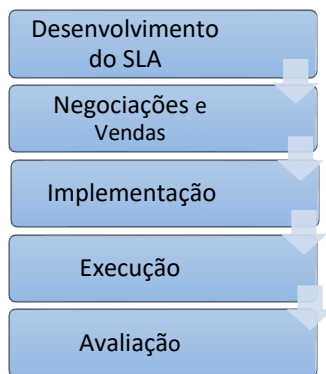 Desenvolvimento
do SLA
Negociações e
Vendas
Implementação
Execução
Avaliação